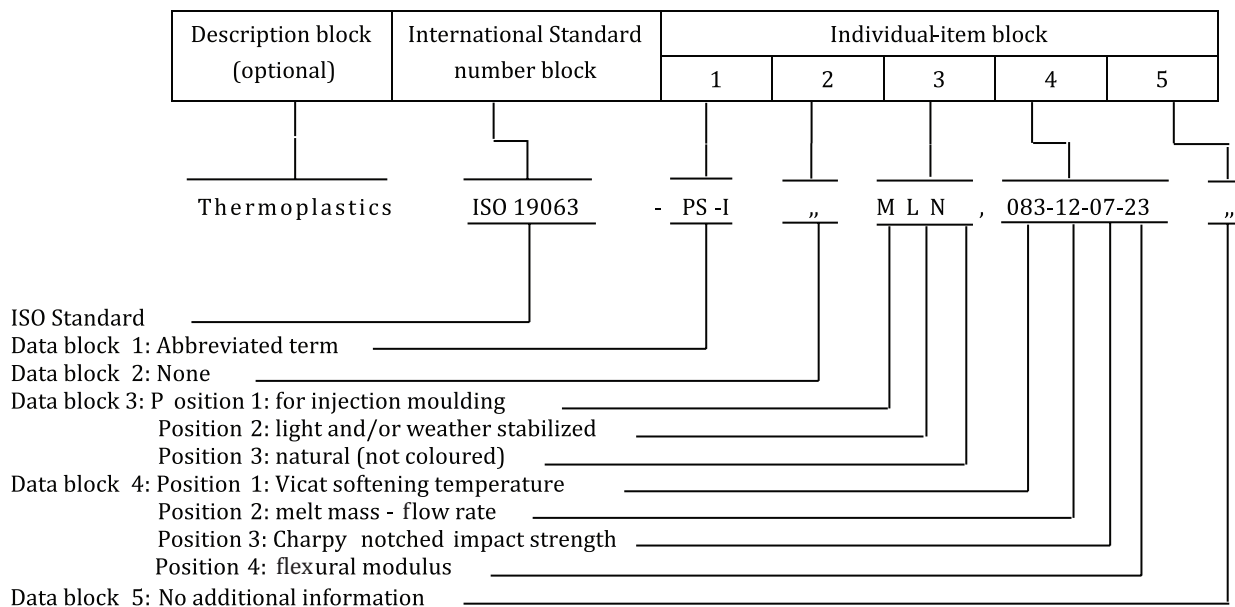 Description block
(optional)
International Standard
number block
Individual-item block
1 2 3 4 5
Thermoplastics ISO 19063 - PS -I ,, M L N , 083-12-07-23 ,,
ISO Standard
Data block 1: Abbreviated term
Data block 2: None
Data block 3: P osition 1: for injection moulding
Position 2: light and/or weather stabilized
Position 3: natural (not coloured)
Data block 4: Position 1: Vicat softening temperature
Position 2: melt mass - flow rate
Position 3: Charpy notched impact strength
Position 4: flexural modulus
Data block 5: No additional information